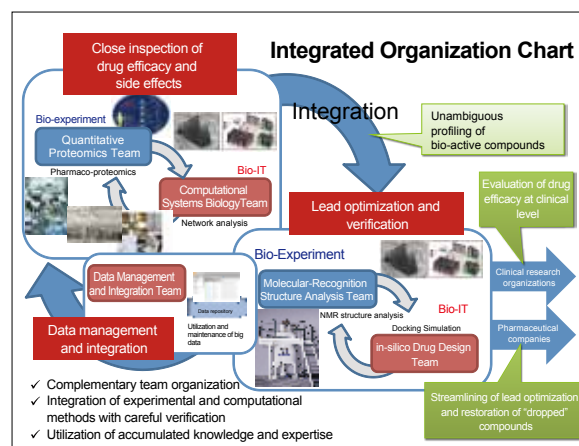 Close inspection of
drug efficacy and
side effects
Integrated Organization Chart
Integration
Unambiguous
profiling of
bio-active compounds
Bio-experiment
Quantitative
Proteomics Team
Pharmaco-proteomics
Bio-IT
Computational
Systems BiologyTeam
Network analysis
Evaluation of drug
efficacy at clinical
level
Lead optimization and
verification
Bio-Experiment
Molecular-Recognition
Structure Analysis Team
NMR structure analysis
Bio-IT
Docking Simulation
in-silico Drug Design
Team
Clinical research
organizations
Pharmaceutical
companies
Data Management
and Integration Team
Data repository
Utilization and
maintenance of big
data
Data management
and integration
Streamlining of lead optimization
and restoration of “dropped”
compounds
✓ Complementary team organization
✓ Integration of experimental and computational
methods with careful verification
✓ Utilization of accumulated knowledge and expertise